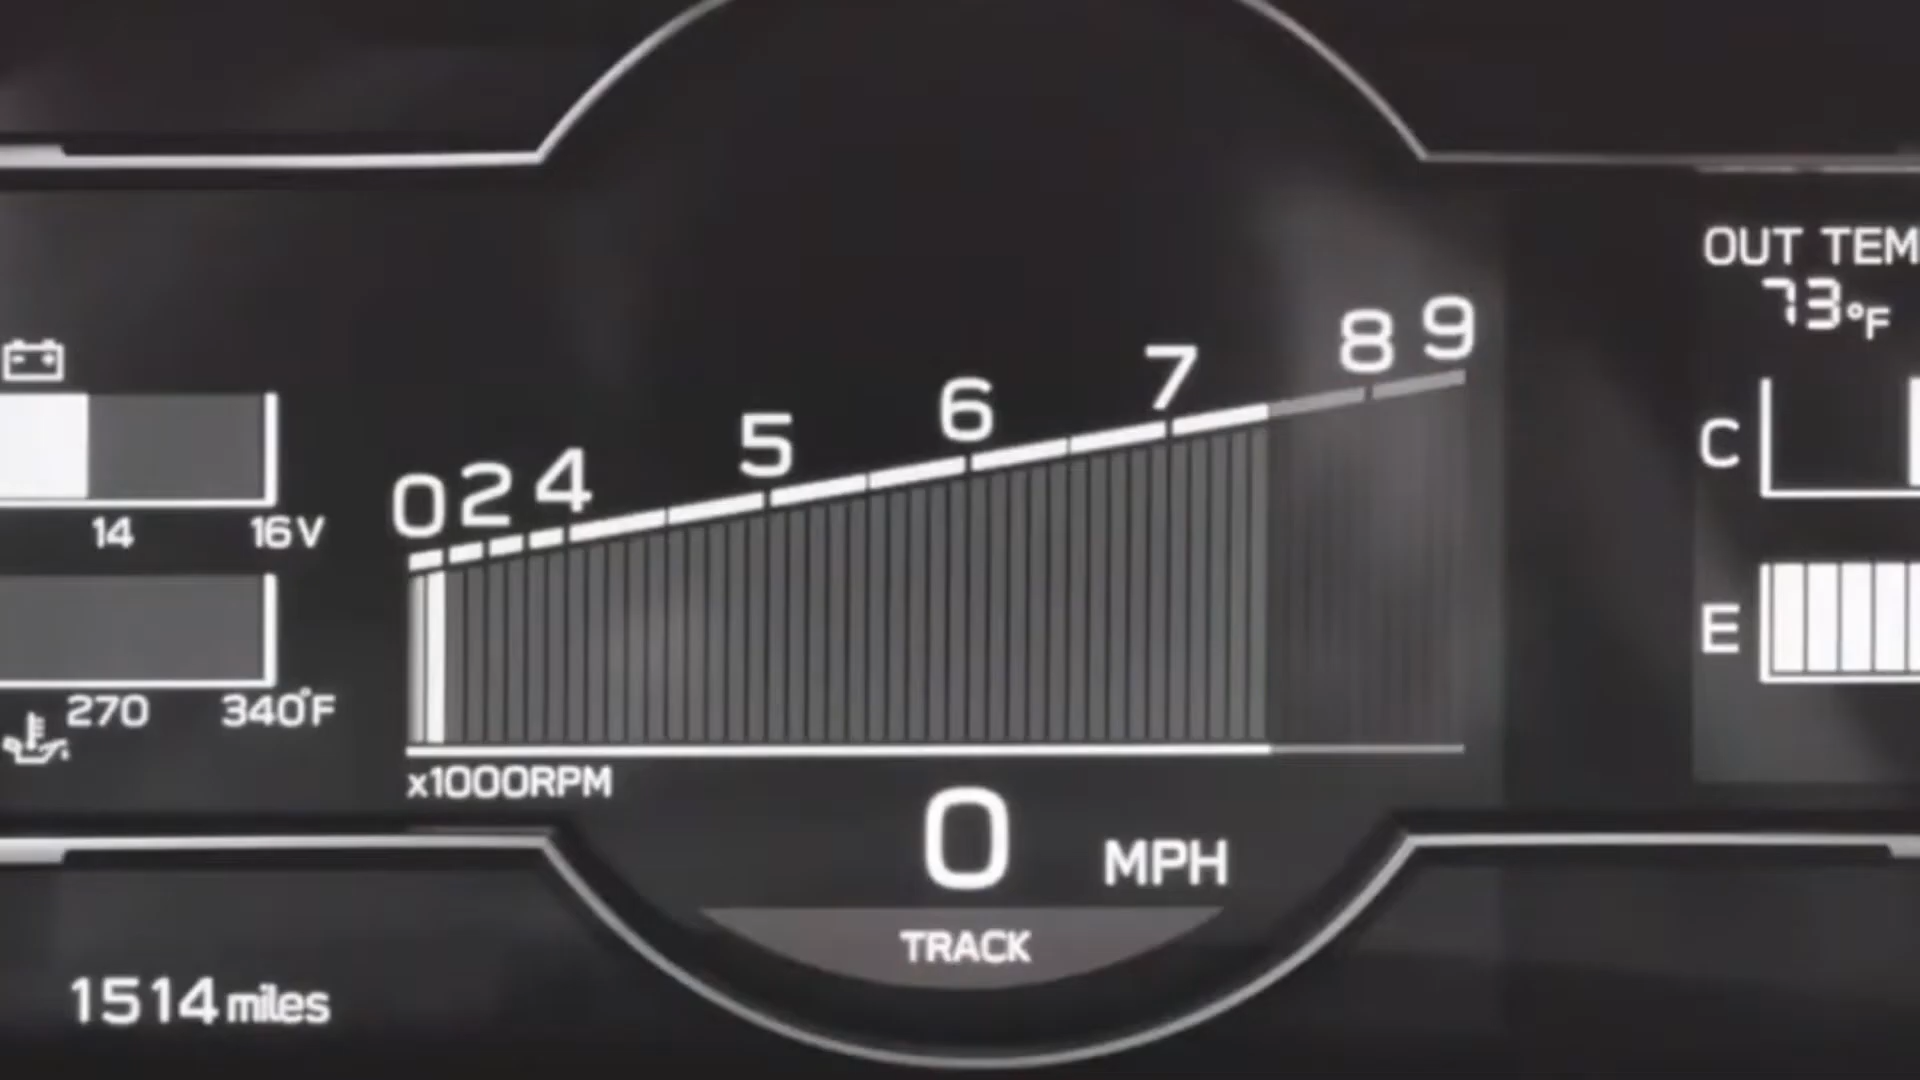 OUT TEM
73°F
14 16V
270 340°F
0 2 4 5 6 7 8 9
x1000RPM
C
E
0 MPH
TRACK
1514 miles